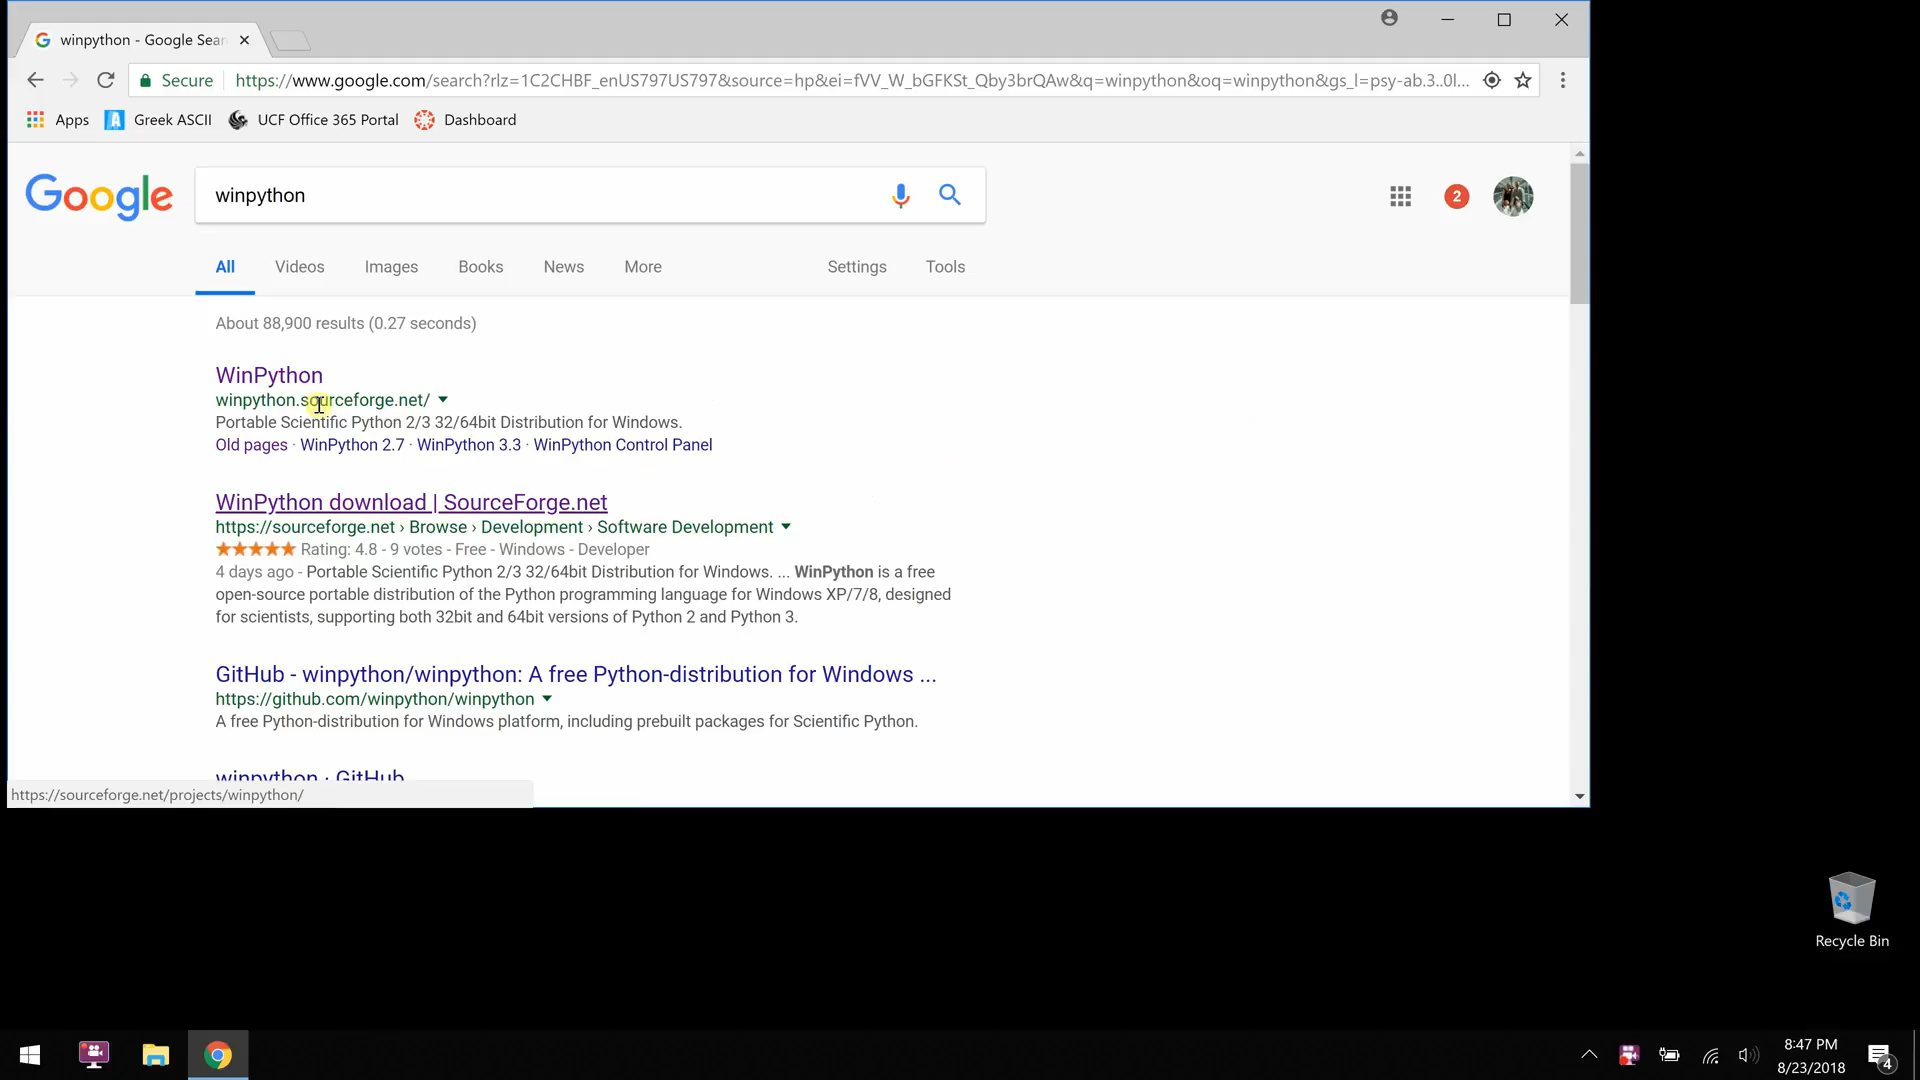 winpython - Google Sear
Secure https://www.google.com/search?rlz=1C2CHBF_enUS797US797&source=hp&ei=fVV_W_bGFKSt_Qby3brQAw&q=winpython&oq=winpython&gs_l=psy-ab.3..0l...
Apps Greek ASCII UCF Office 365 Portal Dashboard
Google winpython 2
All Videos Images Books News More Settings Tools
About 88,900 results (0.27 seconds)
WinPython
winpython.sourceforge.net/
Portable Scientific Python 2/3 32/64bit Distribution for Windows.
Old pages · WinPython 2.7 · WinPython 3.3 · WinPython Control Panel
WinPython download | SourceForge.net
https://sourceforge.net › Browse › Development › Software Development
Rating: 4.8 - 9 votes - Free - Windows - Developer
4 days ago - Portable Scientific Python 2/3 32/64bit Distribution for Windows. ... WinPython is a free
open-source portable distribution of the Python programming language for Windows XP/7/8, designed
for scientists, supporting both 32bit and 64bit versions of Python 2 and Python 3.
GitHub - winpython/winpython: A free Python-distribution for Windows ...
https://github.com/winpython/winpython
A free Python-distribution for Windows platform, including prebuilt packages for Scientific Python.
winpython · GitHub
https://sourceforge.net/projects/winpython/
Recycle Bin
8:47 PM
8/23/2018
4